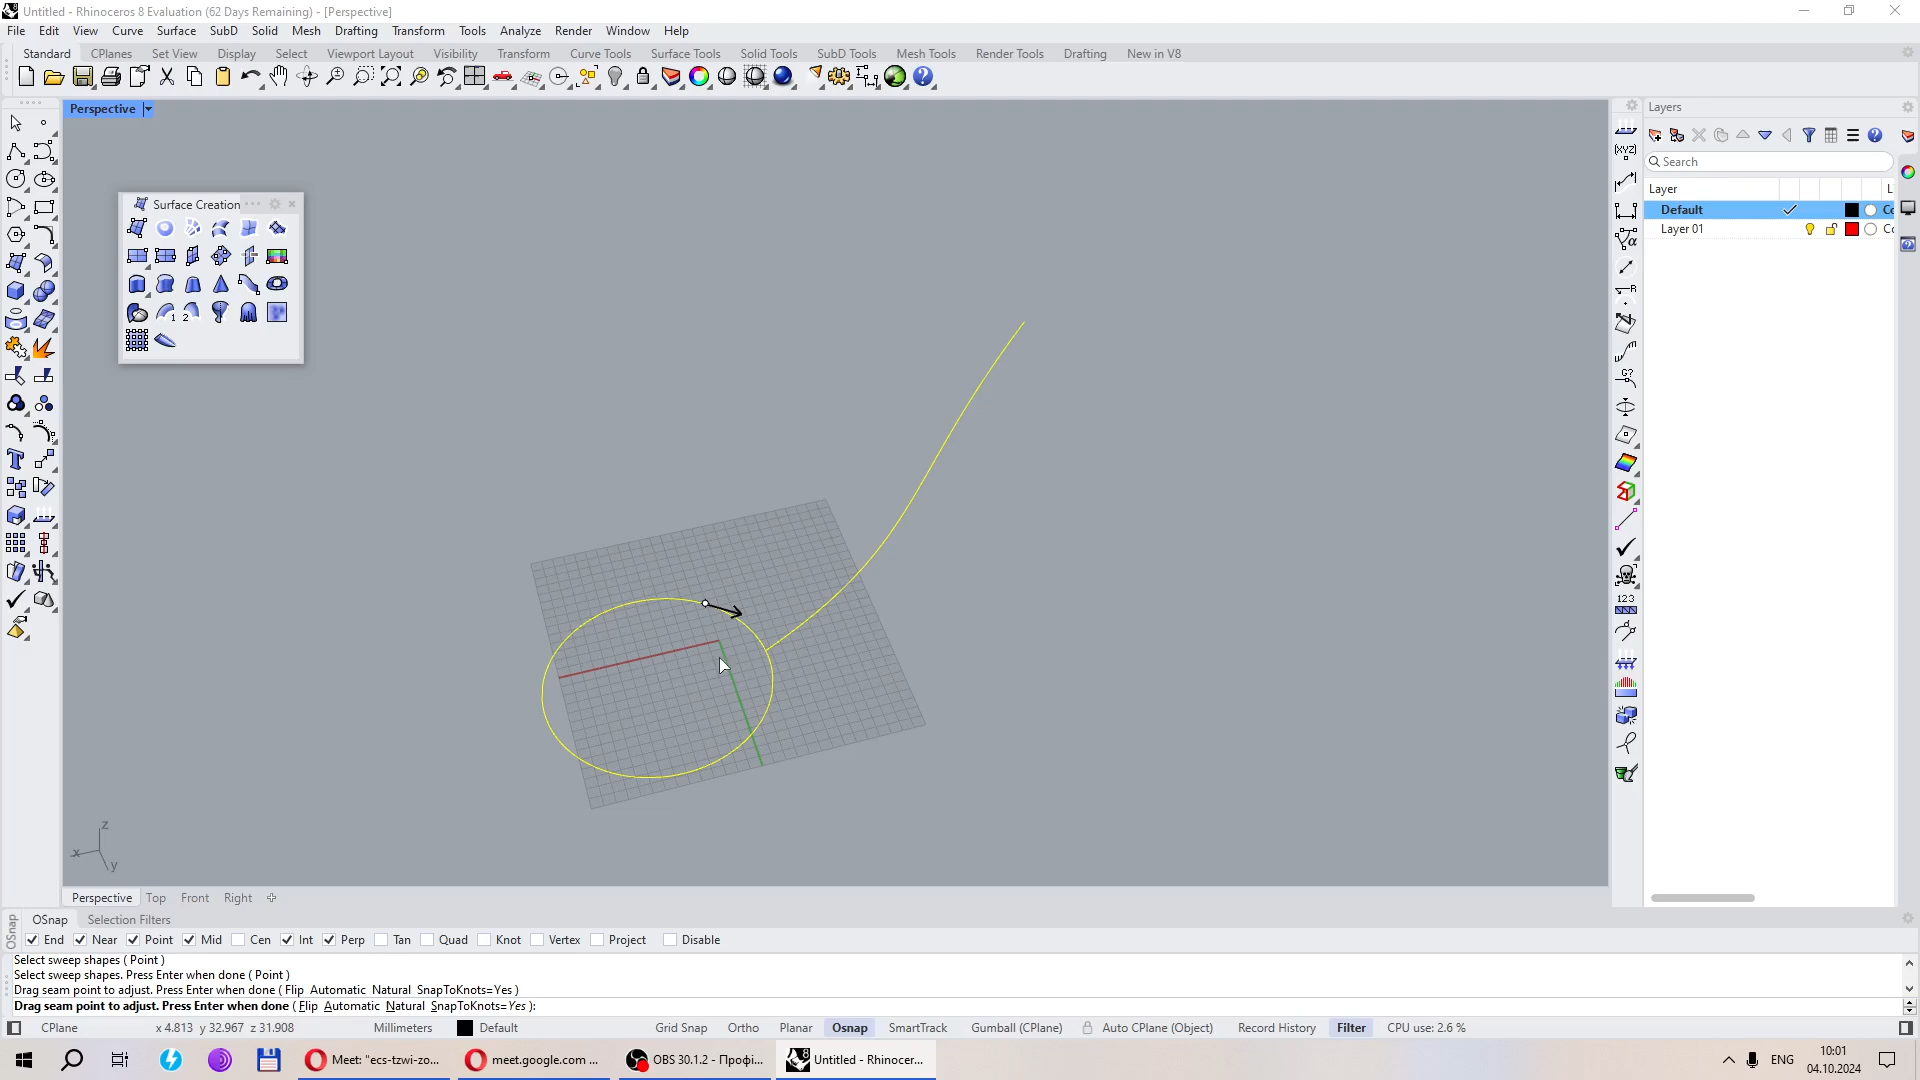 Untitled - Rhinoceros 8 Evaluation (62 Days Remaining) - [Perspective]
File Edit View Curve Surface SubD Solid Mesh Drafting Transform Tools Analyze Render Window Help
Standard CPlanes Set View Display Select Viewport Layout Visibility Transform Curve Tools Surface Tools Solid Tools SubD Tools Mesh Tools Render Tools Drafting New in V8
Perspective
Layers
Search
Layer L
Default
Layer 01
Surface Creation
z
x
y
Perspective Top Front Right
OSnap
OSnap Selection Filters
End Near Point Mid Cen Int Perp Tan Quad Knot Vertex Project Disable
Select sweep shapes ( Point )
Select sweep shapes. Press Enter when done ( Point )
Drag seam point to adjust. Press Enter when done ( Flip Automatic Natural SnapToKnots=Yes )
Drag seam point to adjust. Press Enter when done ( Flip Automatic Natural SnapToKnots=Yes ):
CPlane x 4.813 y 32.967 z 31.908 Millimeters Default Grid Snap Ortho Planar Osnap SmartTrack Gumball (CPlane) Auto CPlane (Object) Record History Filter CPU use: 2.6 %
Meet: "ecs-tzwi-zo... meet.google.com ... OBS 30.1.2 - Профі... Untitled - Rhinocer... ENG 10:01
04.10.2024